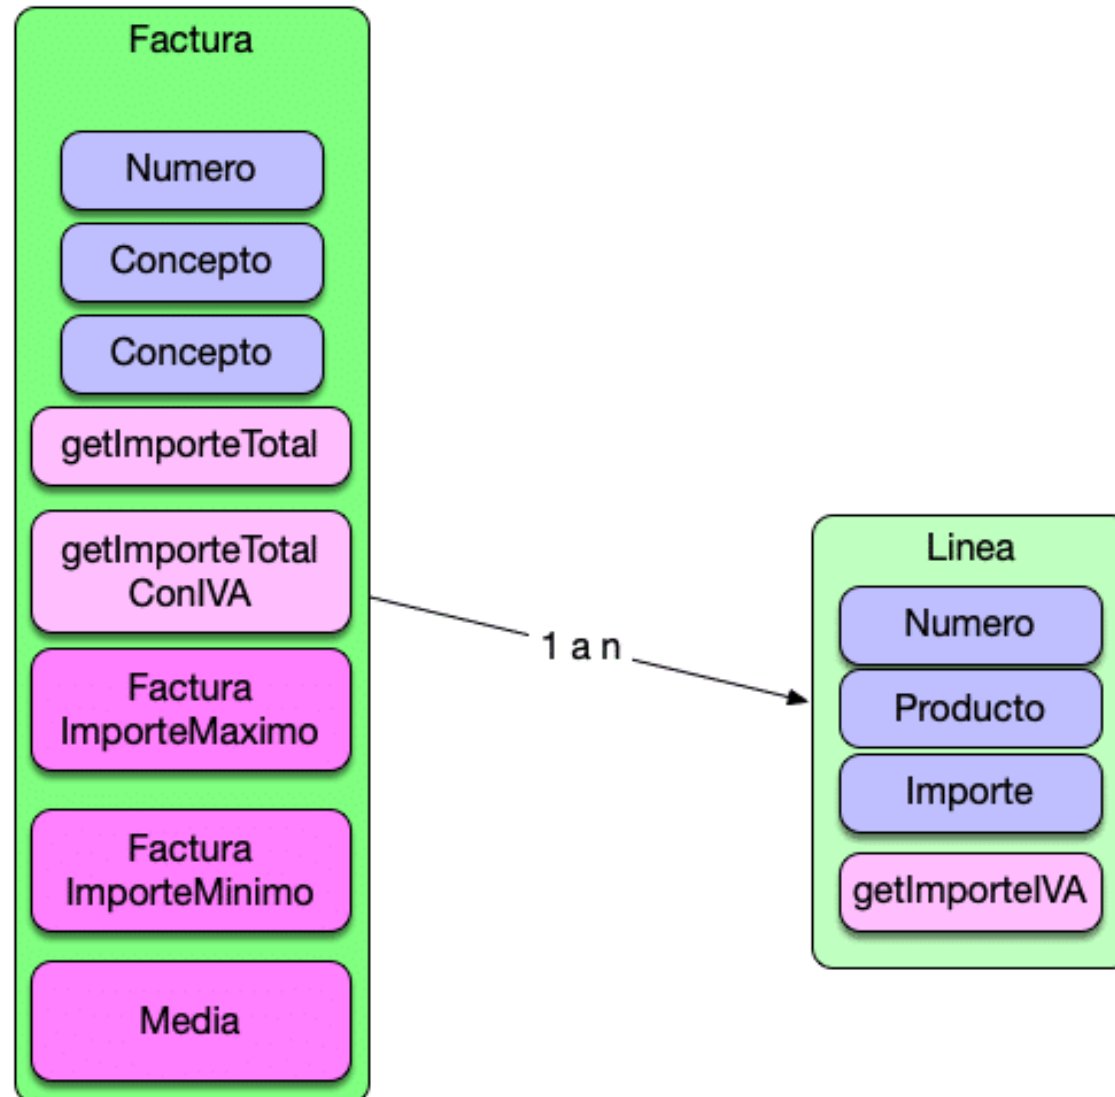 Factura
Numero
Concepto
Concepto
getImporteTotal
getImporteTotal
ConIVA
Factura
ImporteMaximo
Factura
ImporteMinimo
Media
1 a n
Linea
Numero
Producto
Importe
getImporteIVA